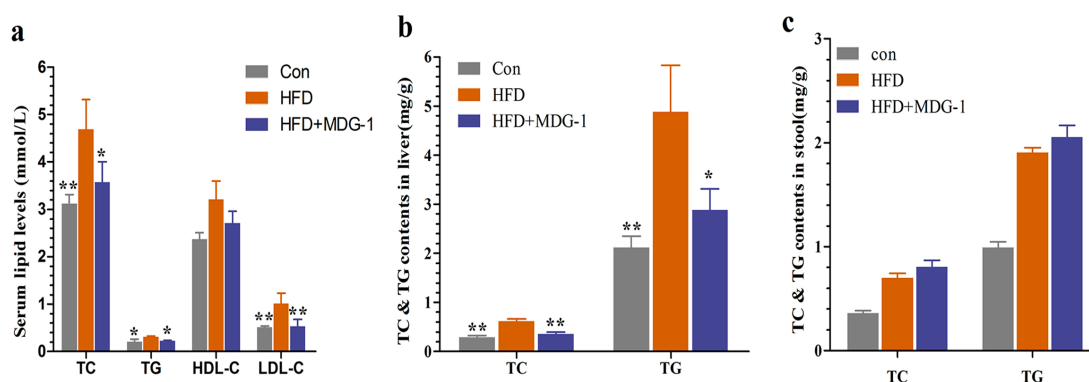 a
Serum lipid levels (mmol/L)
6
5
4
3
2
1
0
Con
HFD
HFD+MDG-1
**
*
*
*
**
**
TC
TG
HDL-C
LDL-C
b
TC & TG contents in liver(mg/g)
6
5
4
3
2
1
0
Con
HFD
HFD+MDG-1
**
**
**
*
TC
TG
c
TC & TG contents in stool(mg/g)
3
2
1
0
con
HFD
HFD+MDG-1
TC
TG